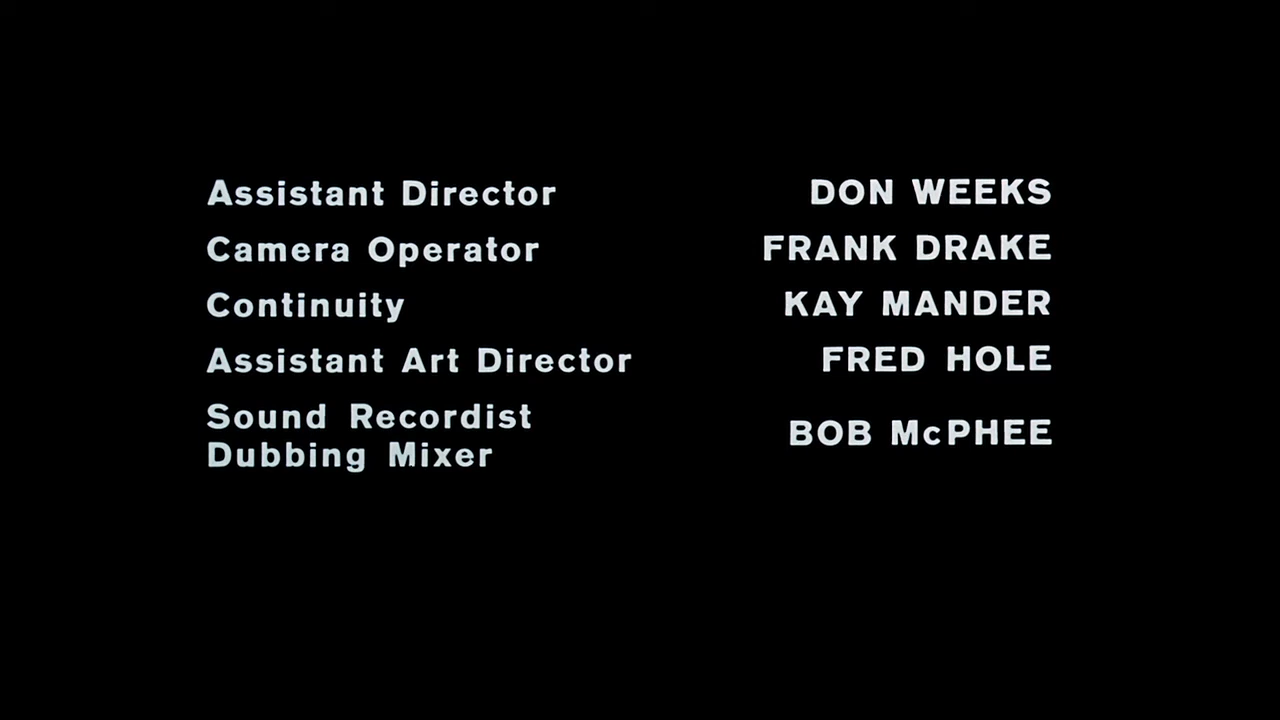 Assistant Director DON WEEKS
Camera Operator FRANK DRAKE
Continuity KAY MANDER
Assistant Art Director FRED HOLE
Sound Recordist
Dubbing Mixer BOB McPHEE